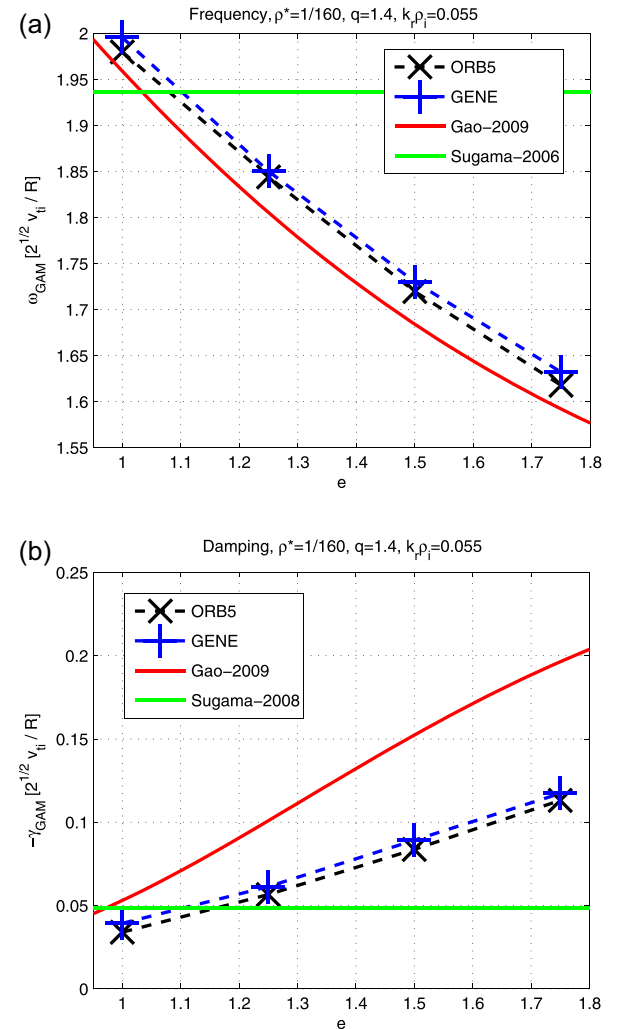 (a)
Frequency, ρ*=1/160, q=1.4, kᵣρᵢ=0.055
2
1.95
1.9
1.85
1.8
1.75
1.7
1.65
1.6
1.55
ω_GAM [2^1/2 v_ti / R]
ORB5
GENE
Gao−2009
Sugama−2006
1 1.1 1.2 1.3 1.4 1.5 1.6 1.7 1.8
e
(b)
Damping, ρ*=1/160, q=1.4, kᵣρᵢ=0.055
0.25
0.2
0.15
0.1
0.05
0
−γ_GAM [2^1/2 v_ti / R]
ORB5
GENE
Gao−2009
Sugama−2008
1 1.1 1.2 1.3 1.4 1.5 1.6 1.7 1.8
e